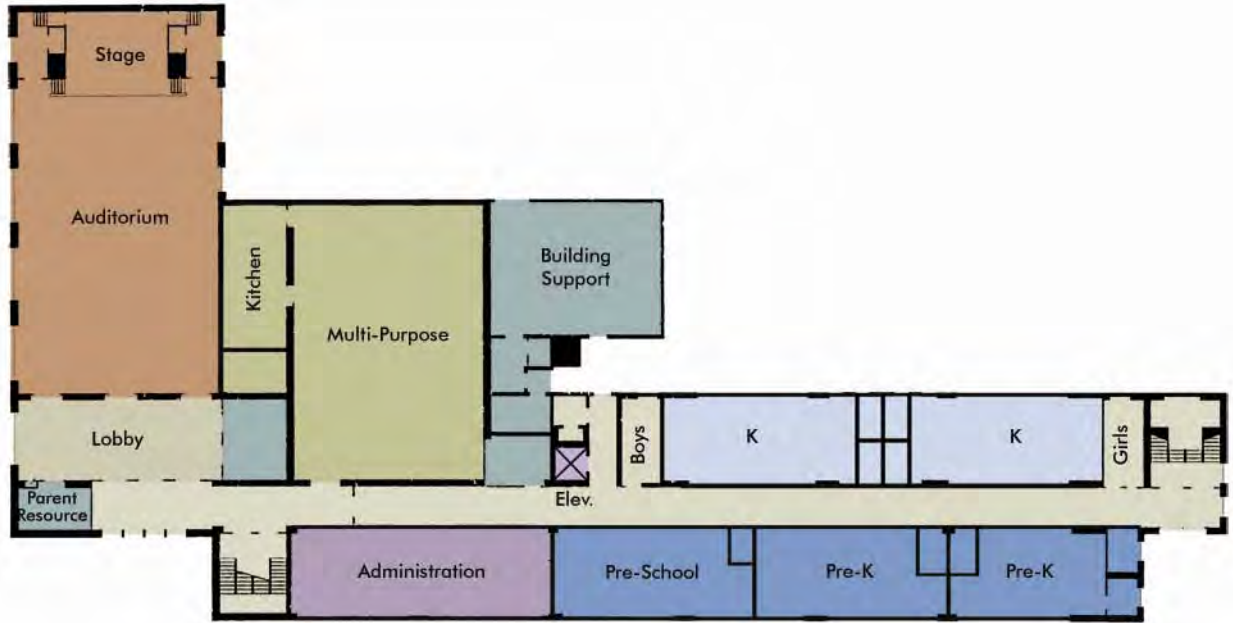 Stage
Auditorium
Kitchen
Multi-Purpose
Building
Support
Lobby
Boys
K
K
Girls
Parent
Resource
Elev.
Administration
Pre-School
Pre-K
Pre-K